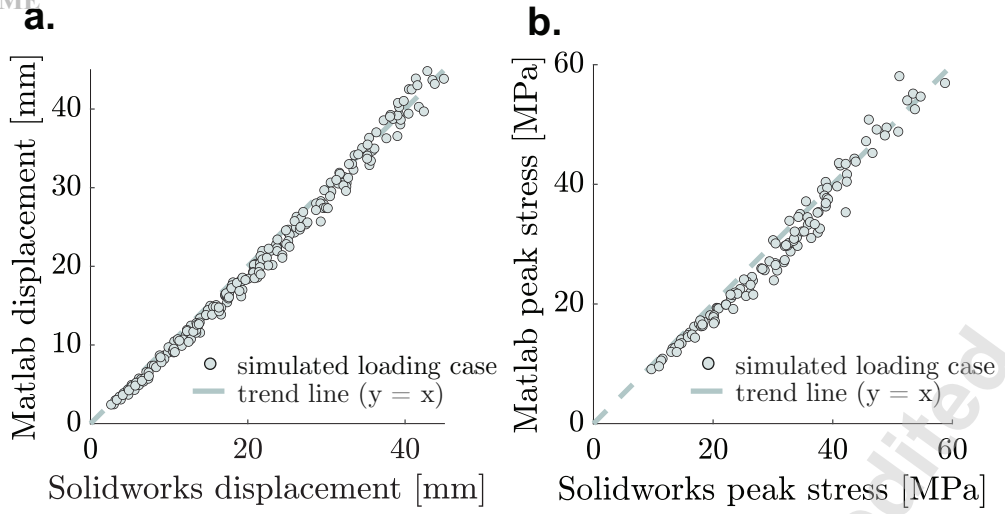 ME
a.
b.
Matlab displacement [mm]
40
30
20
10
0
0
20
40
Solidworks displacement [mm]
simulated loading case
trend line (y = x)
Matlab peak stress [MPa]
60
40
20
0
0
20
40
60
Solidworks peak stress [MPa]
simulated loading case
trend line (y = x)
edited